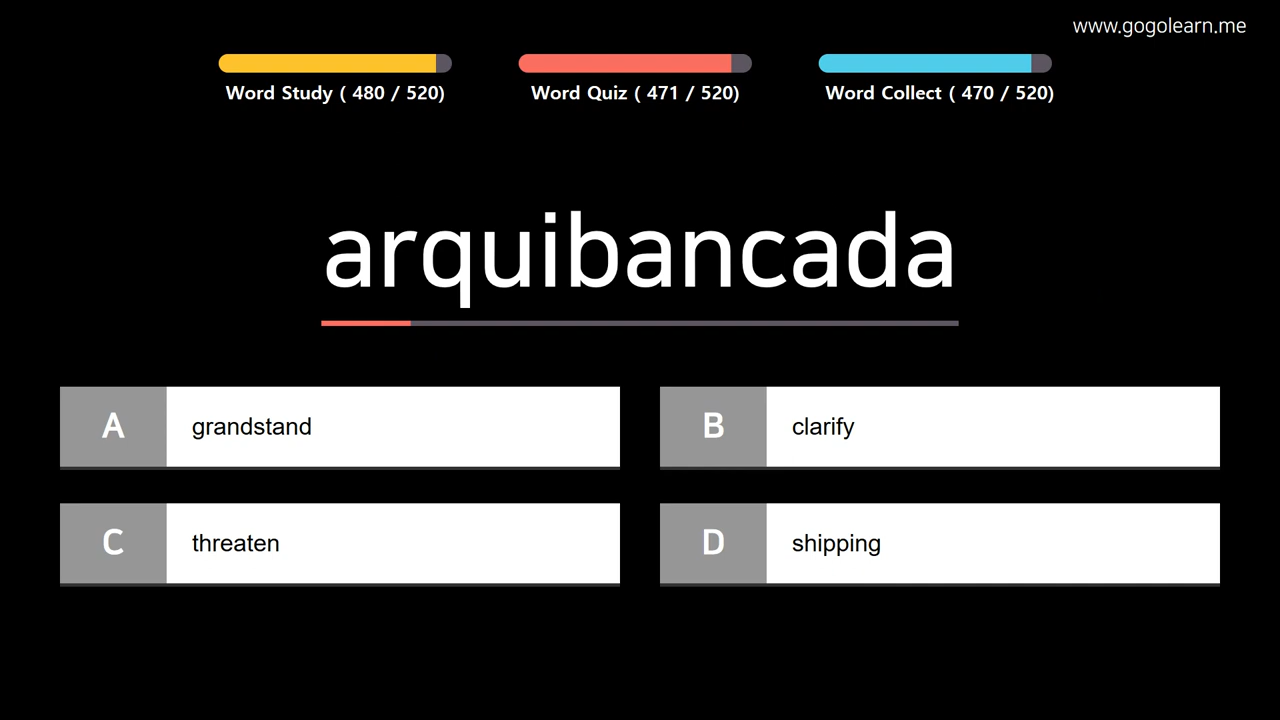 www.gogolearn.me
Word Study ( 480 / 520)
Word Quiz ( 471 / 520)
Word Collect ( 470 / 520)
arquibancada
A grandstand
B clarify
C threaten
D shipping